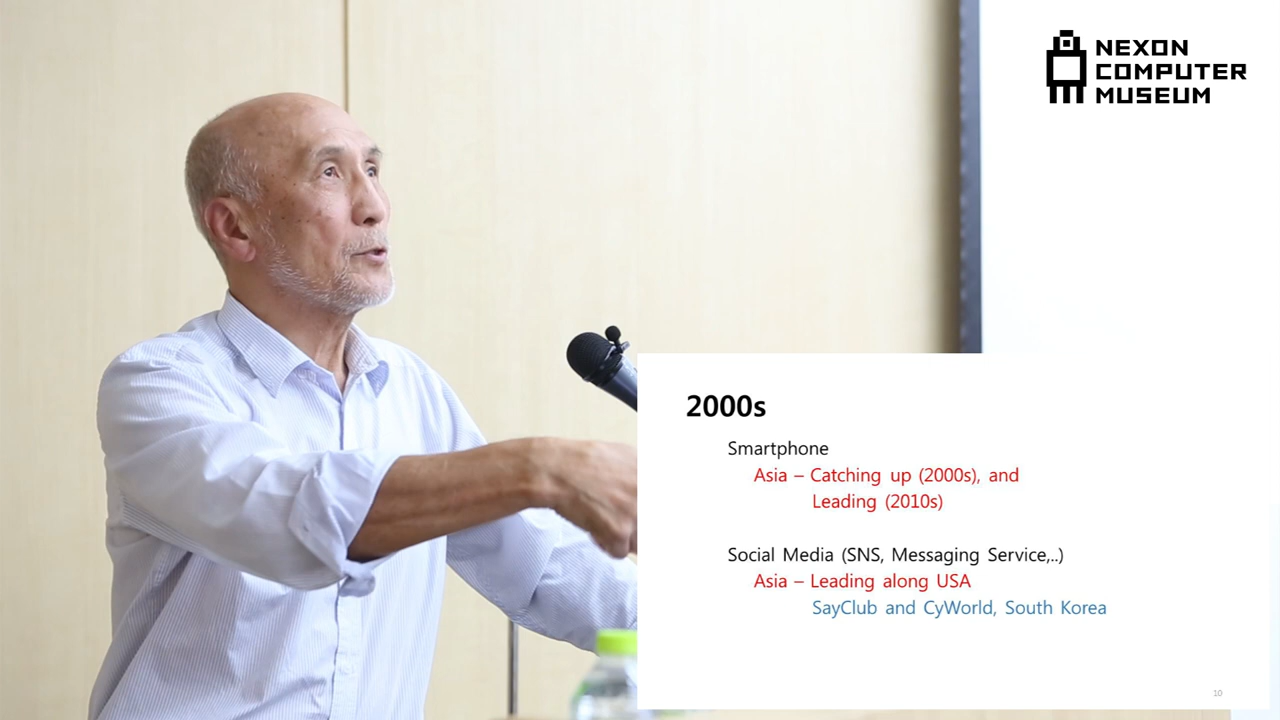 NEXON
COMPUTER
MUSEUM
2000s
Smartphone
Asia – Catching up (2000s), and
Leading (2010s)
Social Media (SNS, Messaging Service,..)
Asia – Leading along USA
SayClub and CyWorld, South Korea
10